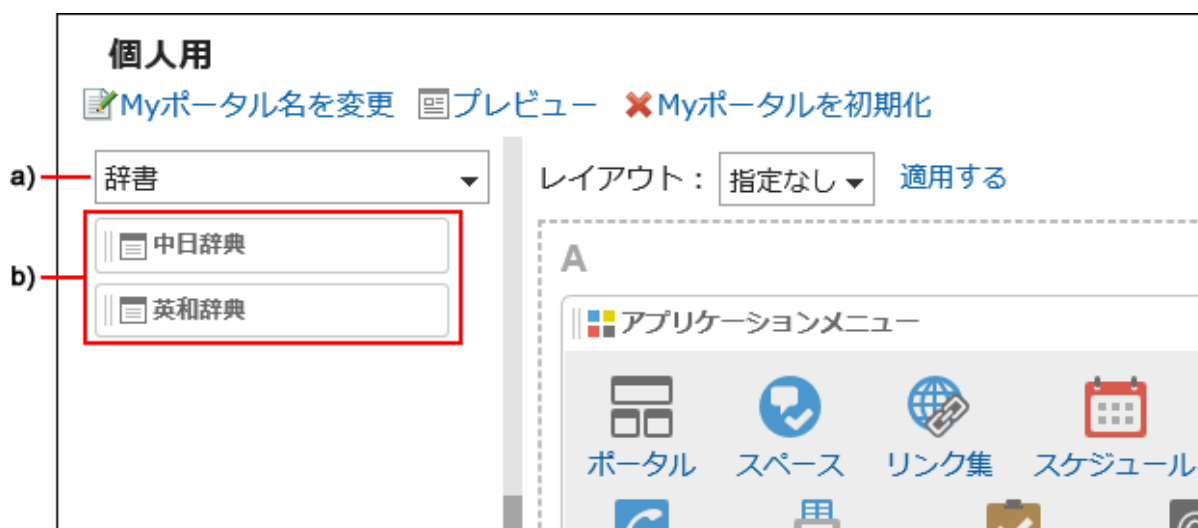 個人用
Myポータル名を変更 プレビュー Myポータルを初期化
a) 辞書 レイアウト： 指定なし 適用する
b) 中日辞典
英和辞典
A
アプリケーションメニュー
ポータル スペース リンク集 スケジュール